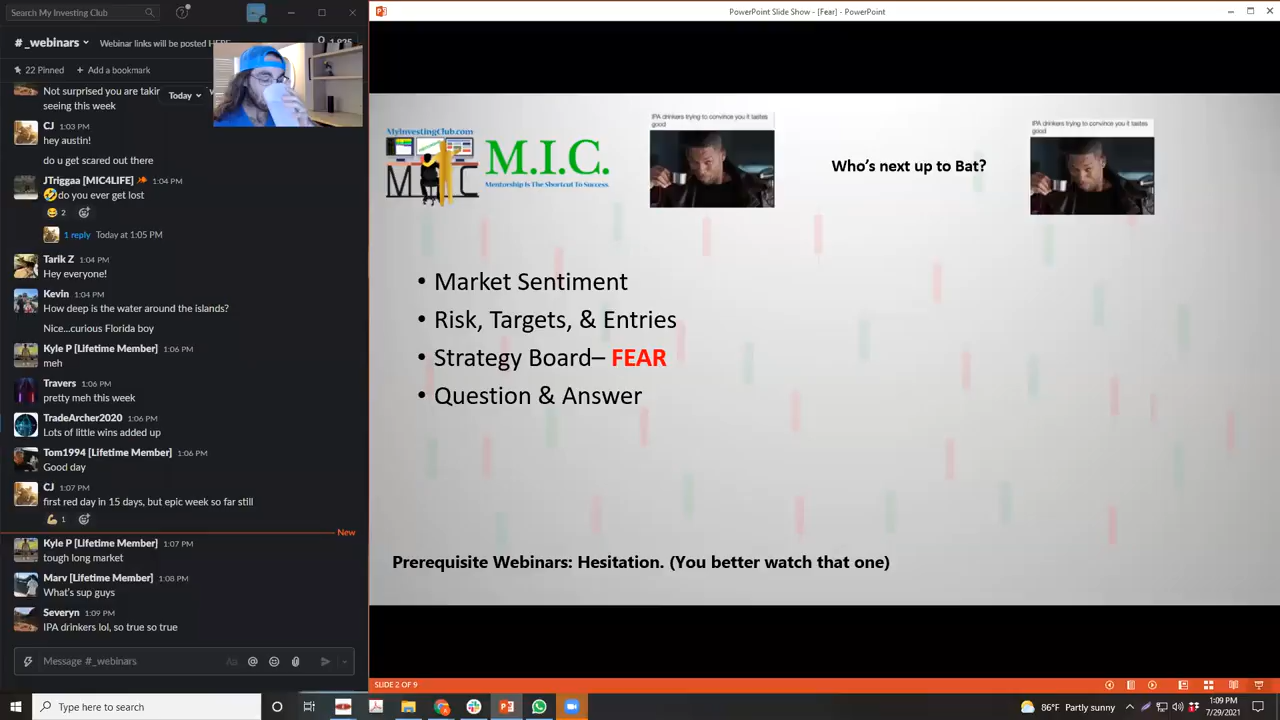 Search MyInvesting Club
PowerPoint Slide Show - [Fear] - PowerPoint
#_webinars
Webinar links will be posted HERE
1,925
22 Pinned
+ Add a bookmark
Not surprised you are
seeing this week
Today
Alex 1:03 PM
hey austin!
dont get scared out there
JTriggа [MIC4LIFE] 1:04 PM
2
1 reply Today at 1:05 PM
Tarik Z 1:04 PM
Hey everyone!
Kevin 1:04 PM
How deep is the water around the islands?
Nice...curious Florida boy
Kyle P [LIfetime Member] 1:06 PM
meh
Travers 1:06 PM
pretty meh this week
TradeArcher2020 1:06 PM
Lots of little wins added up
Tom1994 [Lifetime Member] 1:06 PM
Good day
CJ 1:07 PM
first red day in 15 days, but epic week so far still
1
New
Kyle P [LIfetime Member] 1:07 PM
tough long market
Marv [Lifetime Member] 1:08 PM
What's sup guys
Severyn 1:09 PM
IPA drinkers lol, so true so true
Message #_webinars
Aa
MyInvestingClub.com
MIC
M.I.C.
Mentorship Is The Shortcut To Success.
IPA drinkers trying to convince you it tastes
good
Who's next up to Bat?
IPA drinkers trying to convince you it tastes
good
• Market Sentiment
• Risk, Targets, & Entries
• Strategy Board– FEAR
• Question & Answer
Prerequisite Webinars: Hesitation. (You better watch that one)
SLIDE 2 OF 9
Type here to search
86°F Partly sunny
1:09 PM
7/29/2021